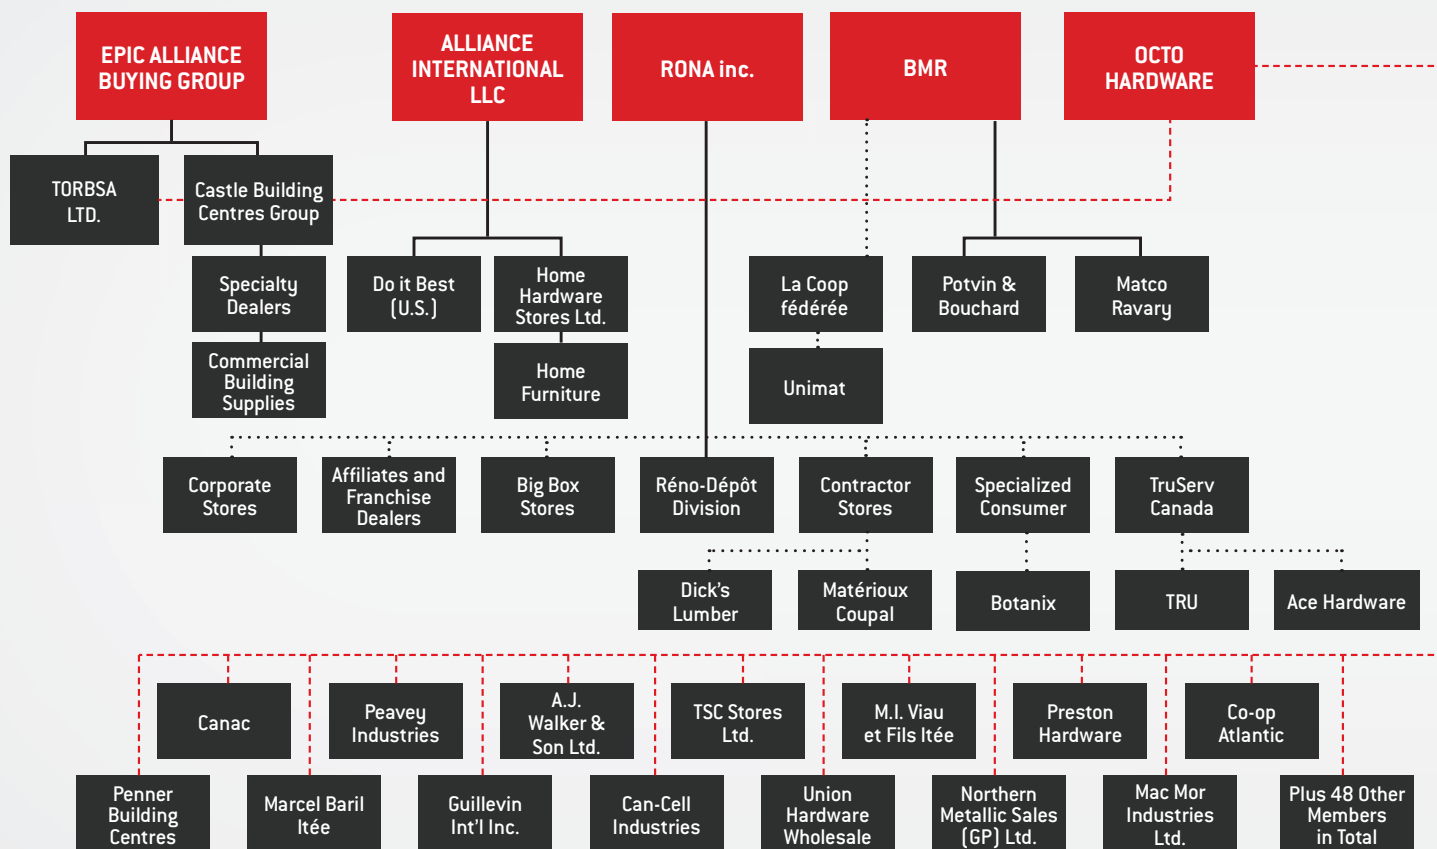 EPIC ALLIANCE
BUYING GROUP
ALLIANCE
INTERNATIONAL
LLC
RONA inc.
BMR
OCTO
HARDWARE
TORBSA
LTD.
Castle Building
Centres Group
Specialty
Dealers
Do it Best
(U.S.)
Home
Hardware
Stores Ltd.
La Coop
fédérée
Potvin &
Bouchard
Matco
Ravary
Commercial
Building
Supplies
Home
Furniture
Unimat
Corporate
Stores
Affiliates and
Franchise
Dealers
Big Box
Stores
Réno-Dépôt
Division
Contractor
Stores
Specialized
Consumer
TruServ
Canada
Dick's
Lumber
Matérioux
Coupal
Botanix
TRU
Ace Hardware
Canac
Peavey
Industries
A.J.
Walker &
Son Ltd.
TSC Stores
Ltd.
M.I. Viau
et Fils ltée
Preston
Hardware
Co-op
Atlantic
Penner
Building
Centres
Marcel Baril
ltée
Guillevin
Int'l Inc.
Can-Cell
Industries
Union
Hardware
Wholesale
Northern
Metallic Sales
(GP) Ltd.
Mac Mor
Industries
Ltd.
Plus 48 Other
Members
in Total